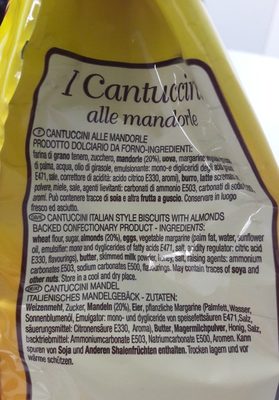 I Cantuccini
alle mandorle
CANTUCCINI ALLE MANDORLE
PRODOTTO DOLCIARIO DA FORNO-INGREDIENTI:
farina di grano tenero, zucchero, mandorle (20%), uova, margarina
di palma, acqua, olio di girasole, emulsionante: mono-e digliceridi degli acidi grassi
E471, sale, correttore di acidità: acido citrico E330, aromi), burro, latte scremato in
polvere, miele, sale, agenti lievitanti: carbonati di ammonio E503, carbonati di sodio
aromi. Può contenere tracce di soia e altra frutta a guscio. Conservare in luogo
fresco ed asciutto.
CANTUCCINI ITALIAN STYLE BISCUITS WITH ALMONDS
BACKED CONFECTIONARY PRODUCT - INGREDIENTS:
wheat flour, sugar, almonds (20%), eggs, vegetable margarine palm fat, water, sunflower
oil, emulsifier: mono and diglycerides of fatty acids E471, salt, acidity regulator: citric acid
E330, flavourings), butter, skimmed milk powder, honey, salt, raising agents: ammonium
carbonates E503, sodium carbonates E500, flavourings. May contain traces of soya and
other nuts. Store in a cool and dry place.
CANTUCCINI MANDEL
ITALIENISCHES MANDELGEBÄCK - ZUTATEN:
Weizenmehl, Zucker, Mandeln (20%), Eier, pflanzliche Margarine (Palmfett, Wasser,
Sonnenblumenöl, Emulgator: mono- und diglyceride von speisefettsäuren E471, Salz,
säuerungsmittel: Citronensäure E330, Aroma), Butter, Magermilchpulver, Honig, Salz,
backtriebmittel: Ammoniumcarbonat E503, Natriumcarbonate E500, Aromen. Kann
spuren von Soja und Anderen Shalenfrüchten enthalten. Trocken lagern und vor
wärme schützen.